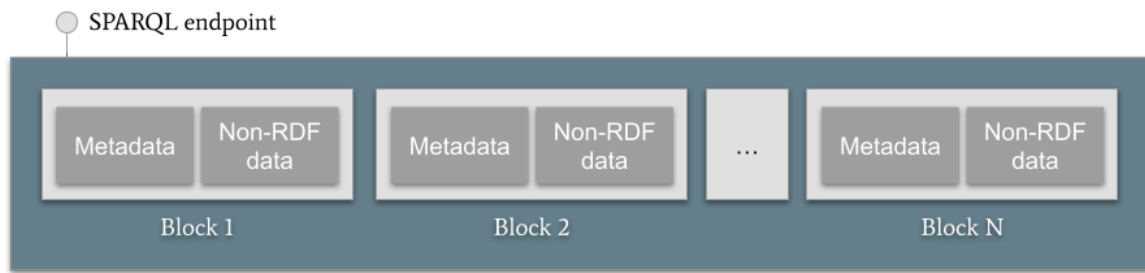 SPARQL endpoint
Metadata
Non-RDF
data
Metadata
Non-RDF
data
...
Metadata
Non-RDF
data
Block 1
Block 2
Block N